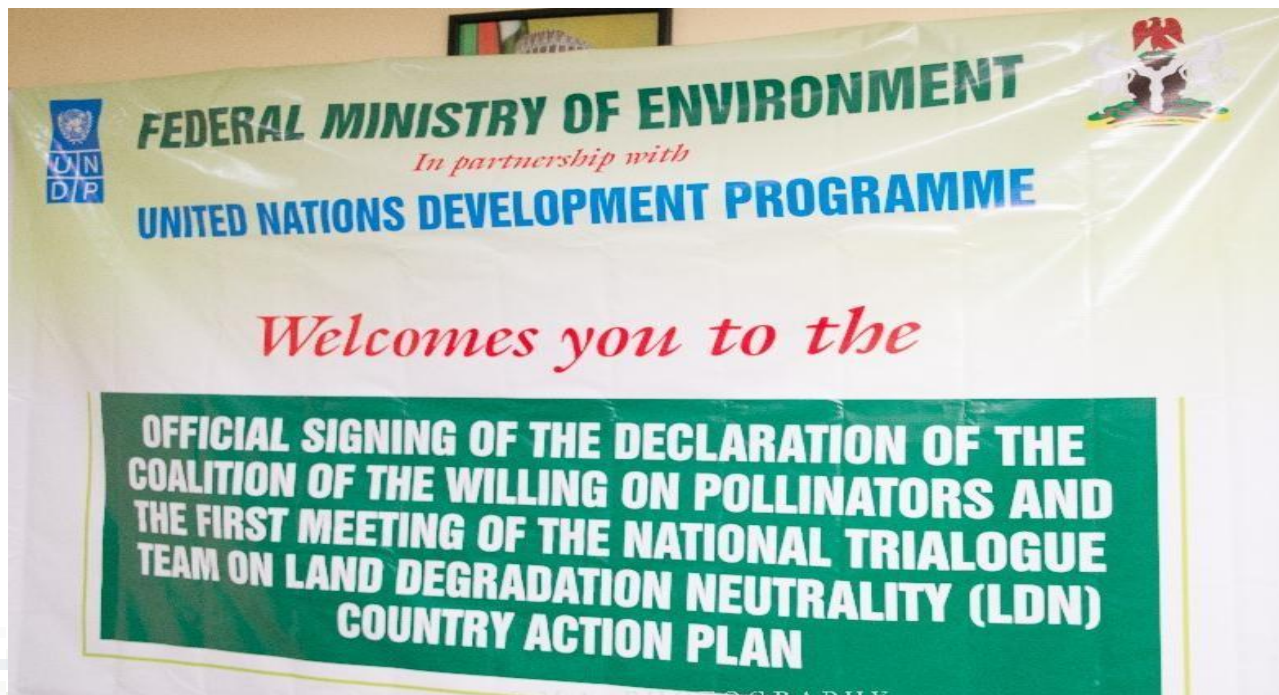 FEDERAL MINISTRY OF ENVIRONMENT
In partnership with
UNITED NATIONS DEVELOPMENT PROGRAMME
U N
D P
Welcomes you to the
OFFICIAL SIGNING OF THE DECLARATION OF THE
COALITION OF THE WILLING ON POLLINATORS AND
THE FIRST MEETING OF THE NATIONAL TRIALOGUE
TEAM ON LAND DEGRADATION NEUTRALITY (LDN)
COUNTRY ACTION PLAN